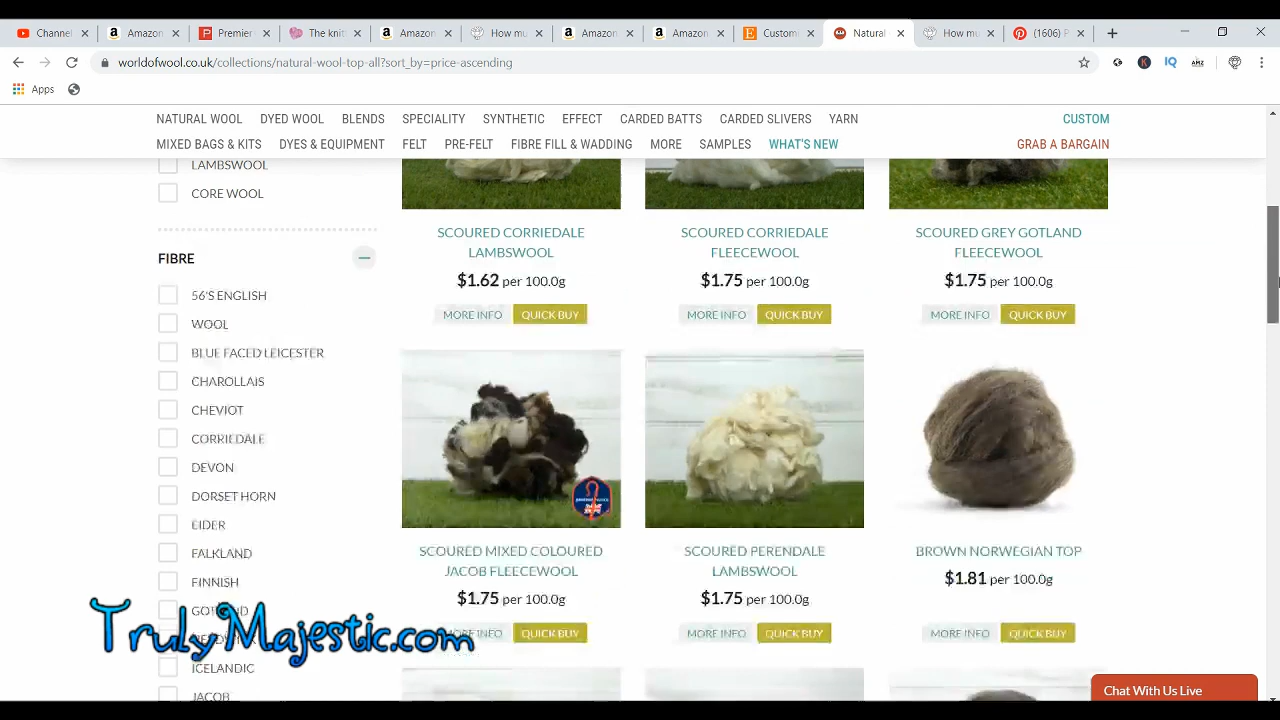 Channel
Amazon
Premier
The knit
Amazon
How mu
Amazon
Amazon
Custom
Natural
How mu
(1606) P
worldofwool.co.uk/collections/natural-wool-top-all?sort_by=price-ascending
Apps
NATURAL WOOL DYED WOOL BLENDS SPECIALITY SYNTHETIC EFFECT CARDED BATTS CARDED SLIVERS YARN CUSTOM
MIXED BAGS & KITS DYES & EQUIPMENT FELT PRE-FELT FIBRE FILL & WADDING MORE SAMPLES WHAT'S NEW GRAB A BARGAIN
LAMBSWOOL
CORE WOOL
FIBRE
56'S ENGLISH
WOOL
BLUE FACED LEICESTER
CHAROLLAIS
CHEVIOT
CORRIEDALE
DEVON
DORSET HORN
EIDER
FALKLAND
FINNISH
ICELANDIC
JACOB
SCOURED CORRIEDALE
LAMBSWOOL
$1.62 per 100.0g
MORE INFO QUICK BUY
SCOURED CORRIEDALE
FLEECEWOOL
$1.75 per 100.0g
MORE INFO QUICK BUY
SCOURED GREY GOTLAND
FLEECEWOOL
$1.75 per 100.0g
MORE INFO QUICK BUY
SCOURED MIXED COLOURED
JACOB FLEECEWOOL
$1.75 per 100.0g
MORE INFO QUICK BUY
SCOURED PERENDALE
LAMBSWOOL
$1.75 per 100.0g
MORE INFO QUICK BUY
BROWN NORWEGIAN TOP
$1.81 per 100.0g
MORE INFO QUICK BUY
TrulyMajestic.com
Chat With Us Live